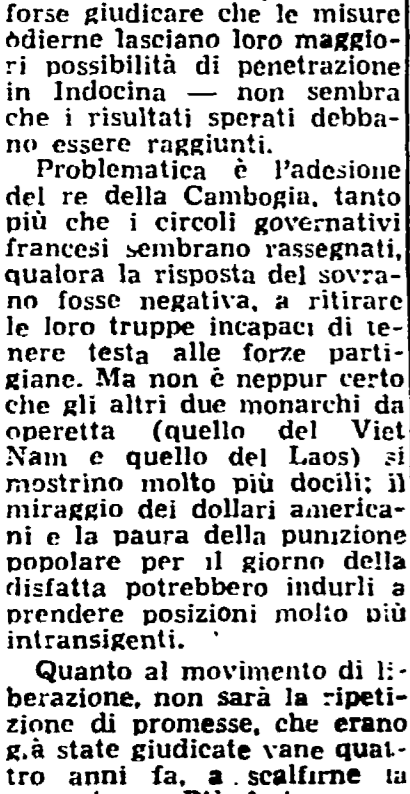 forse giudicare che le misure
odierne lasciano loro maggio-
ri possibilità di penetrazione
in Indocina — non sembra
che i risultati sperati debba-
no essere raggiunti.
Problematica è l'adesione
del re della Cambogia, tanto
più che i circoli governativi
francesi sembrano rassegnati,
qualora la risposta del sovra-
no fosse negativa, a ritirare
le loro truppe incapaci di te-
nere testa alle forze parti-
giane. Ma non è neppur certo
che gli altri due monarchi da
operetta (quello del Viet
Nam e quello del Laos) si
mostrino molto più docili; il
miraggio dei dollari america-
ni e la paura della punizione
popolare per il giorno della
disfatta potrebbero indurli a
prendere posizioni molto più
intransigenti.
Quanto al movimento di li-
berazione, non sarà la ripeti-
zione di promesse, che erano
già state giudicate vane quat-
tro anni fa, a scalfirne la